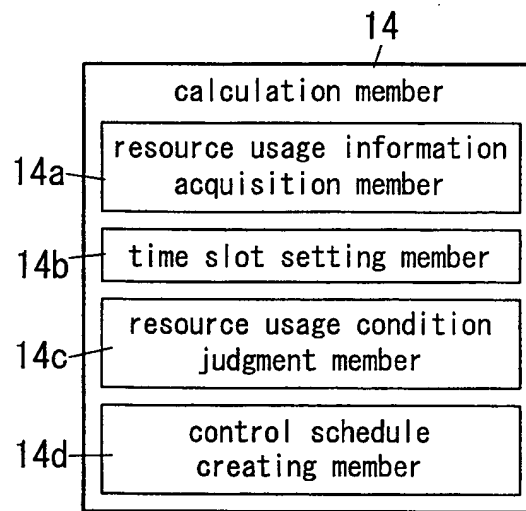 14
calculation member
14a
resource usage information
acquisition member
14b
time slot setting member
14c
resource usage condition
judgment member
14d
control schedule
creating member